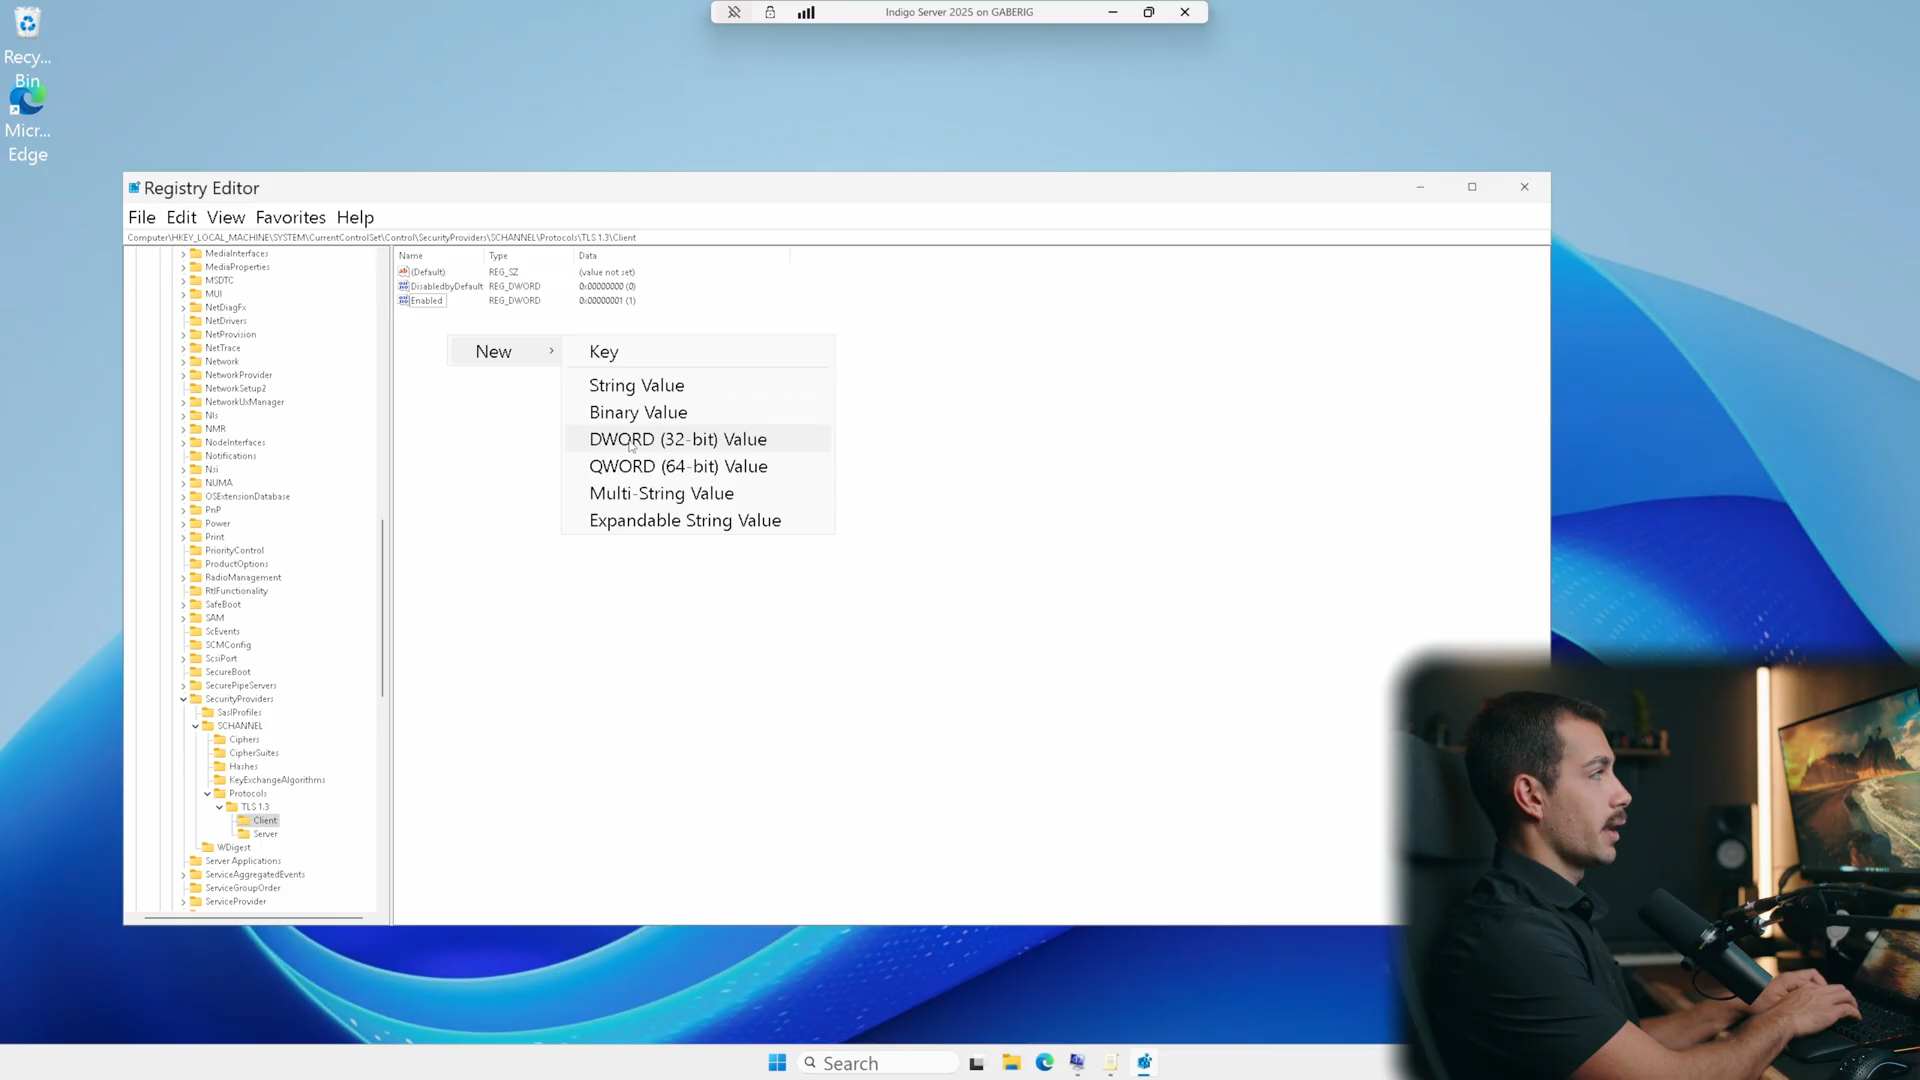 Recy...
Bin
Micr...
Edge
Indigo Server 2025 on GABERIG
Registry Editor
File Edit View Favorites Help
Computer\HKEY_LOCAL_MACHINE\SYSTEM\CurrentControlSet\Control\SecurityProviders\SCHANNEL\Protocols\TLS 1.3\Client
MediaInterfaces
MediaProperties
MSDTC
MUI
NetDiagFx
NetDrivers
NetProvision
NetTrace
Network
NetworkProvider
NetworkSetup2
NetworkUxManager
Nls
NMR
NodeInterfaces
Notifications
Nsi
NUMA
OSExtensionDatabase
PnP
Power
Print
PriorityControl
ProductOptions
RadioManagement
RtlFunctionality
SafeBoot
SAM
ScEvents
SCMConfig
ScsiPort
SecureBoot
SecurePipeServers
SecurityProviders
SaslProfiles
SCHANNEL
Ciphers
CipherSuites
Hashes
KeyExchangeAlgorithms
Protocols
TLS 1.3
Client
Server
WDigest
Server Applications
ServiceAggregatedEvents
ServiceGroupOrder
ServiceProvider
Name Type Data
(Default) REG_SZ (value not set)
DisabledbyDefault REG_DWORD 0x00000000 (0)
Enabled REG_DWORD 0x00000001 (1)
New
Key
String Value
Binary Value
DWORD (32-bit) Value
QWORD (64-bit) Value
Multi-String Value
Expandable String Value
Search